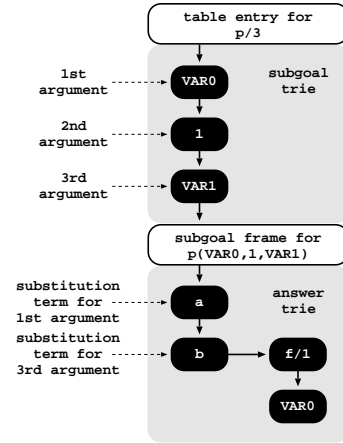 table entry for
p/3
subgoal
trie
1st
argument
VAR0
2nd
argument
1
3rd
argument
VAR1
subgoal frame for
p(VAR0,1,VAR1)
answer
trie
substitution
term for
1st argument
a
substitution
term for
3rd argument
b
f/1
VAR0